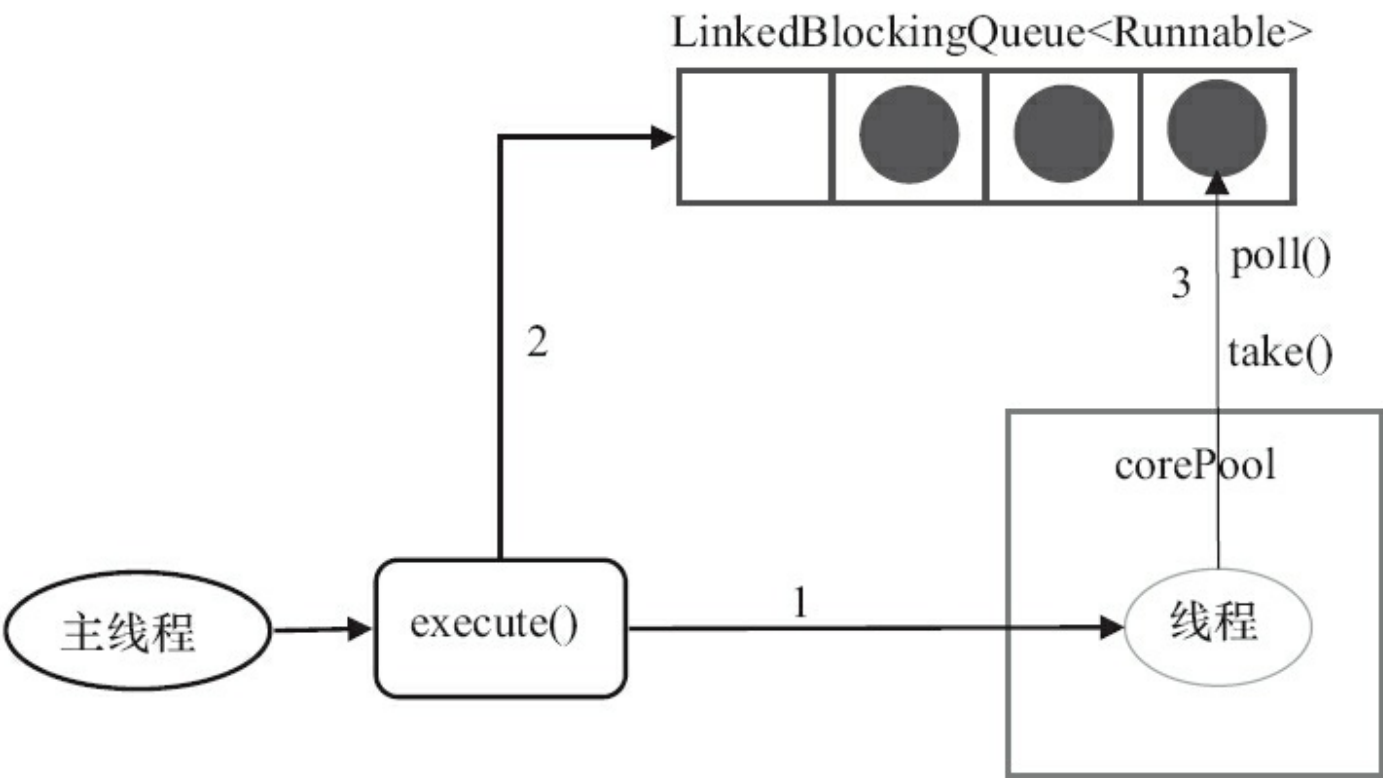 LinkedBlockingQueue<Runnable>
poll()
3
take()
2
corePool
主线程
execute()
1
线程